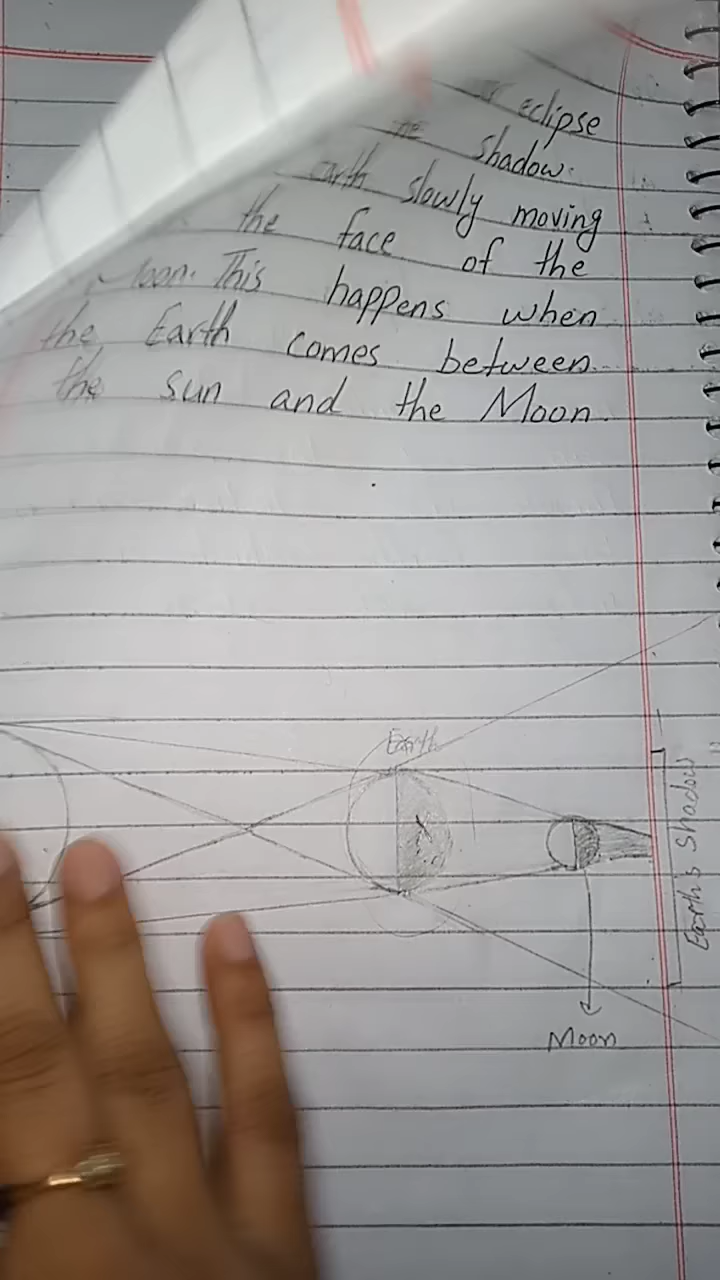 eclipse
the shadow.
earth slowly moving
the face of the
Moon. This happens when
the Earth comes between
the sun and the Moon.
Earth
Earth's Shadow
Moon